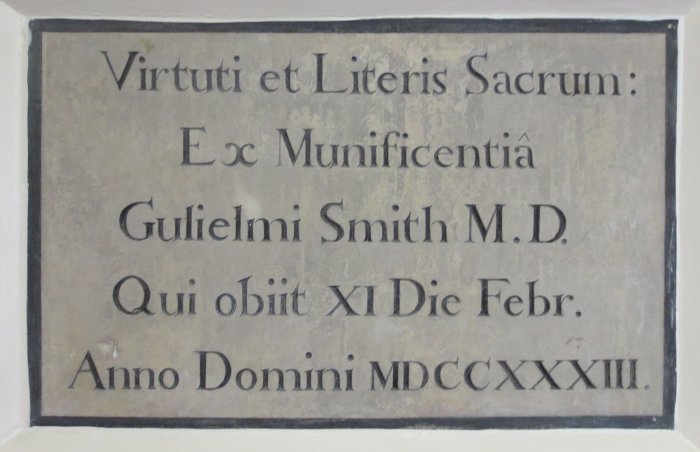 Virtuti et Literis Sacrum:
Ex Munificentiâ
Gulielmi Smith M.D.
Qui obiit XI Die Febr.
Anno Domini MDCCXXXIII.